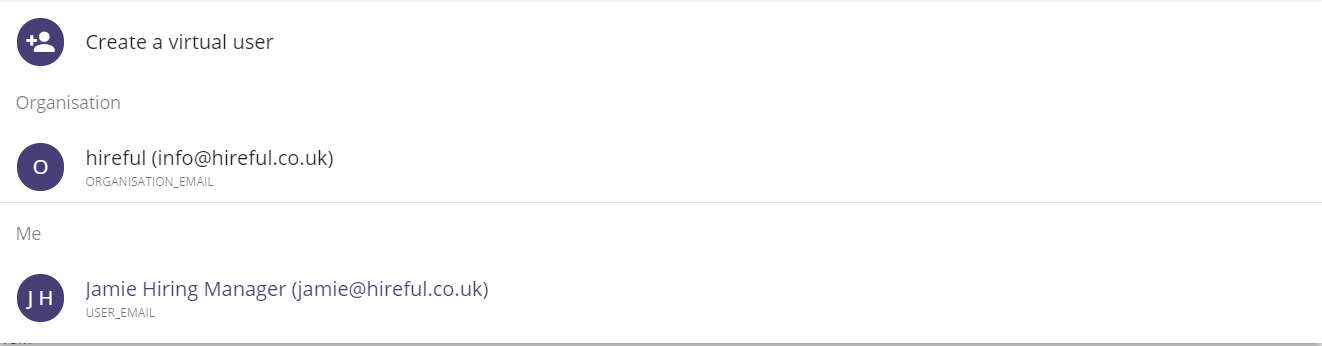 Create a virtual user
Organisation
O
hireful (info@hireful.co.uk)
ORGANISATION_EMAIL
Me
J H
Jamie Hiring Manager (jamie@hireful.co.uk)
USER_EMAIL